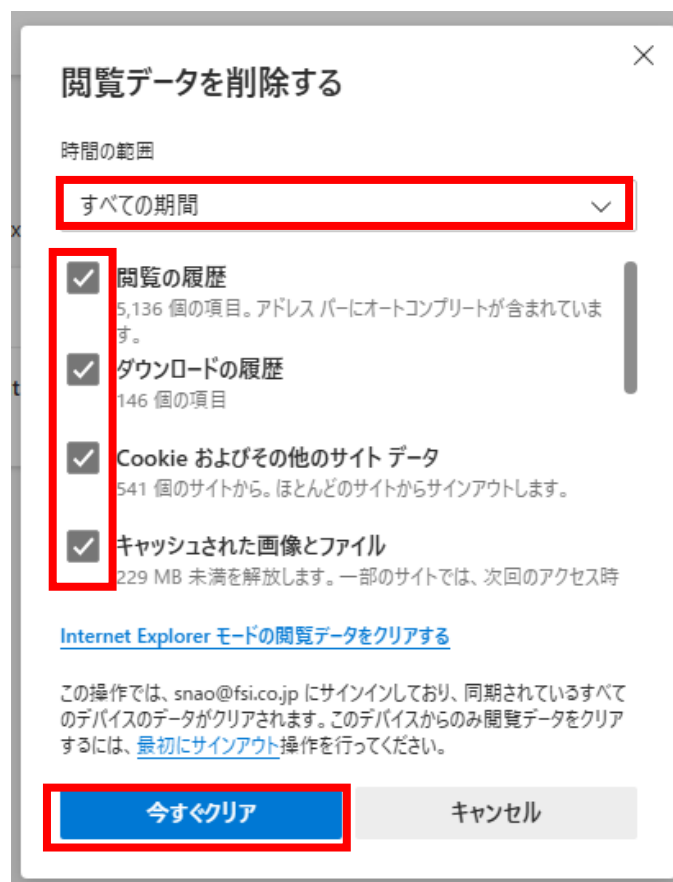 閲覧データを削除する
時間の範囲
すべての期間
x
閲覧の履歴
5,136 個の項目。アドレス バーにオートコンプリートが含まれていま
す。
ダウンロードの履歴
t
146 個の項目
Cookie およびその他のサイト データ
541 個のサイトから。ほとんどのサイトからサインアウトします。
キャッシュされた画像とファイル
229 MB 未満を解放します。一部のサイトでは、次回のアクセス時
Internet Explorer モードの閲覧データをクリアする
この操作では、snao@fsi.co.jp にサインインしており、同期されているすべて
のデバイスのデータがクリアされます。このデバイスからのみ閲覧データをクリア
するには、最初にサインアウト操作を行ってください。
今すぐクリア
キャンセル